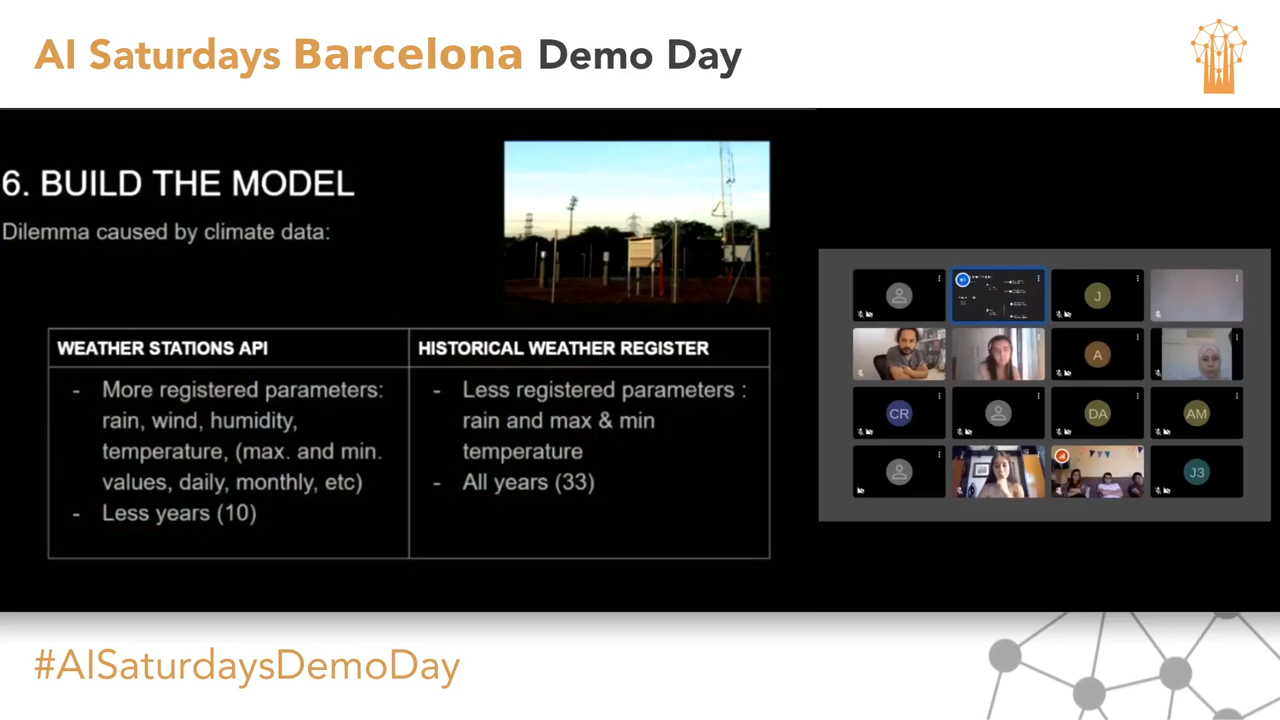 AI Saturdays Barcelona Demo Day
6. BUILD THE MODEL
Dilemma caused by climate data:
WEATHER STATIONS API
- More registered parameters:
rain, wind, humidity,
temperature, (max. and min.
values, daily, monthly, etc)
- Less years (10)
HISTORICAL WEATHER REGISTER
- Less registered parameters :
rain and max & min
temperature
- All years (33)
J
A
CR
DA
AM
J3
#AISaturdaysDemoDay